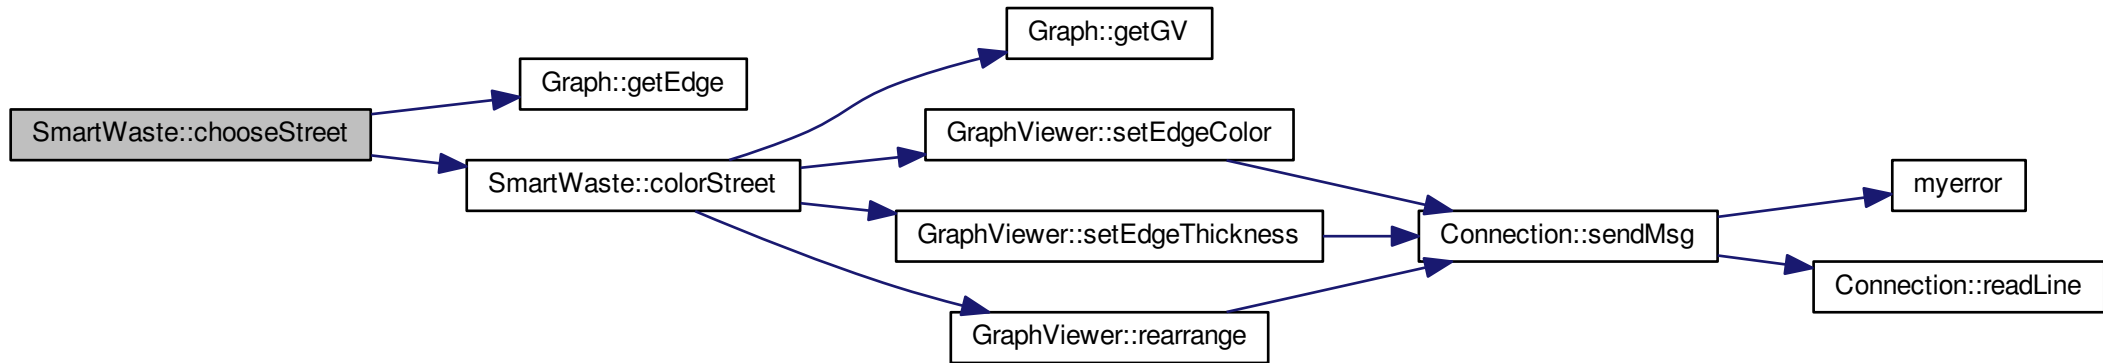 SmartWaste::chooseStreet
Graph::getEdge
SmartWaste::colorStreet
Graph::getGV
GraphViewer::setEdgeColor
GraphViewer::setEdgeThickness
GraphViewer::rearrange
Connection::sendMsg
myerror
Connection::readLine